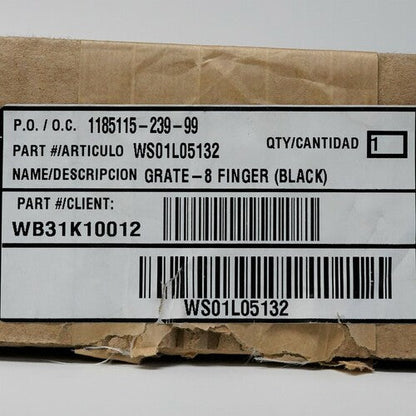 P.O. / O.C. 1185115-239-99
PART #/ARTICULO WS01L05132 QTY/CANTIDAD 1
NAME/DESCRIPCION GRATE-8 FINGER (BLACK)
PART #/CLIENT:
WB31K10012
WS01L05132